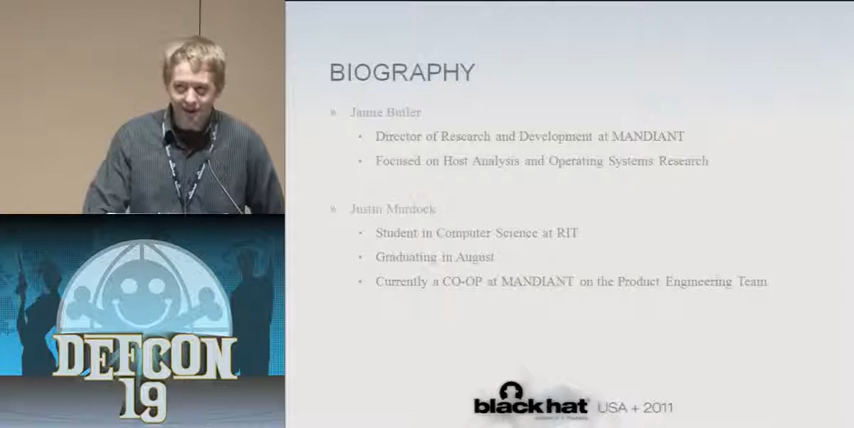 BIOGRAPHY
» Jamie Butler
• Director of Research and Development at MANDIANT
• Focused on Host Analysis and Operating Systems Research
» Justin Murdock
• Student in Computer Science at RIT
• Graduating in August
• Currently a CO-OP at MANDIANT on the Product Engineering Team
DEFCON
19
black hat USA + 2011